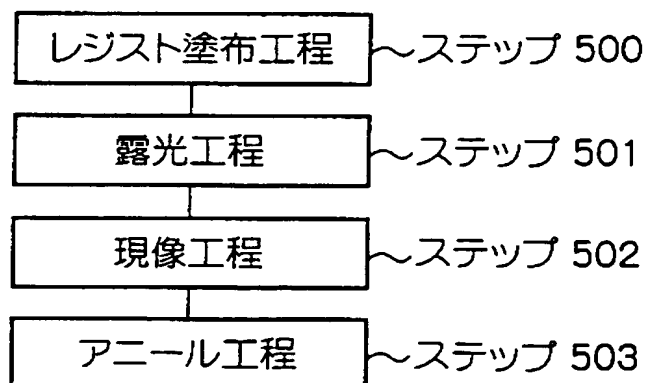 レジスト塗布工程 ～ステップ 500
露光工程 ～ステップ 501
現像工程 ～ステップ 502
アニール工程 ～ステップ 503